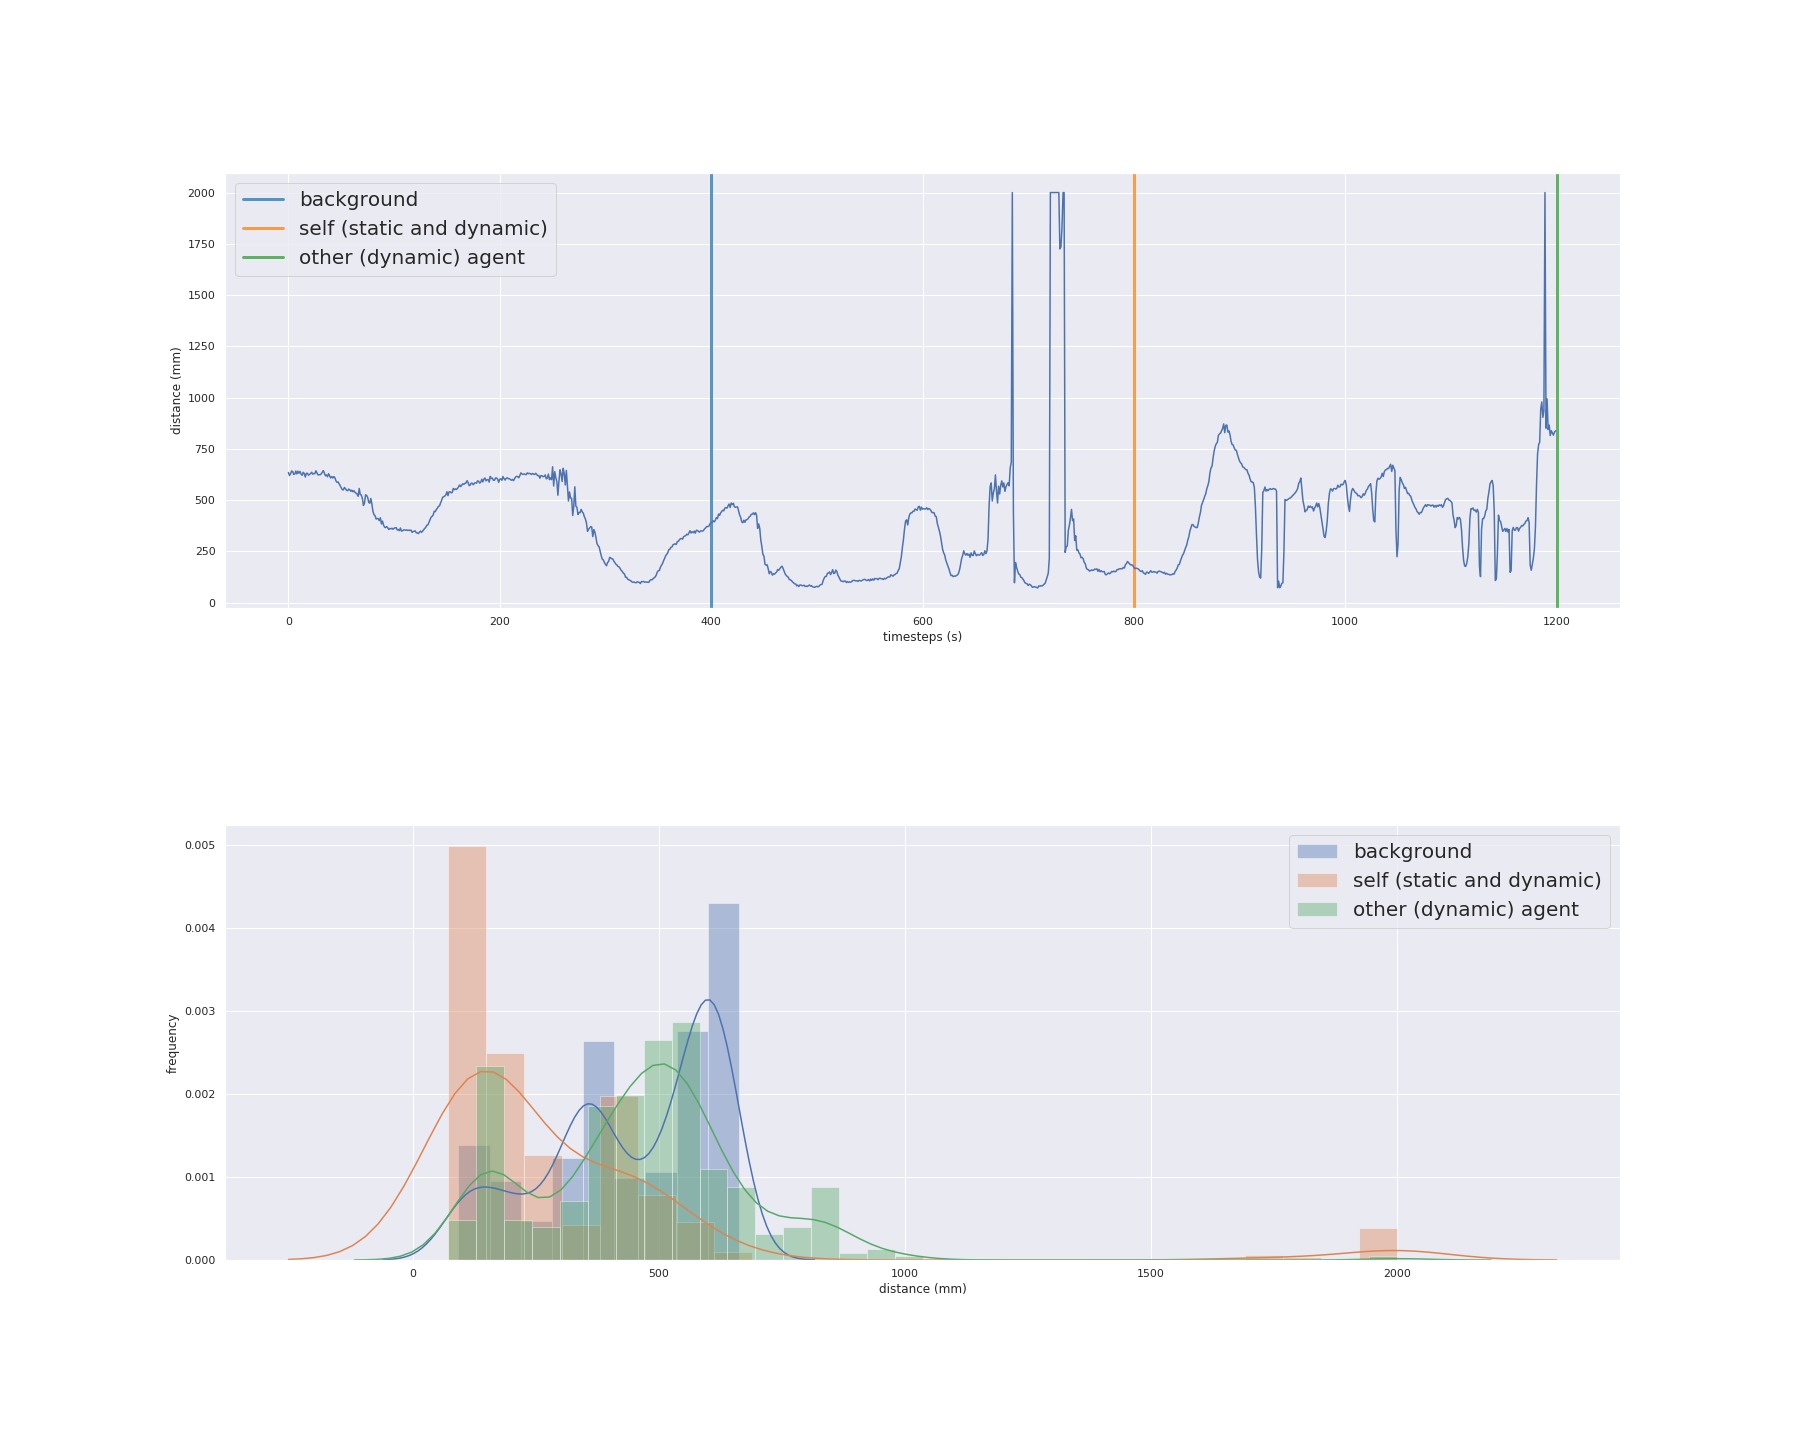 2000
1750
1500
1250
1000
750
500
250
0
distance (mm)
background
self (static and dynamic)
other (dynamic) agent
0 200 400 600 800 1000 1200
timesteps (s)
0.005
0.004
0.003
0.002
0.001
0.000
frequency
background
self (static and dynamic)
other (dynamic) agent
0 500 1000 1500 2000
distance (mm)